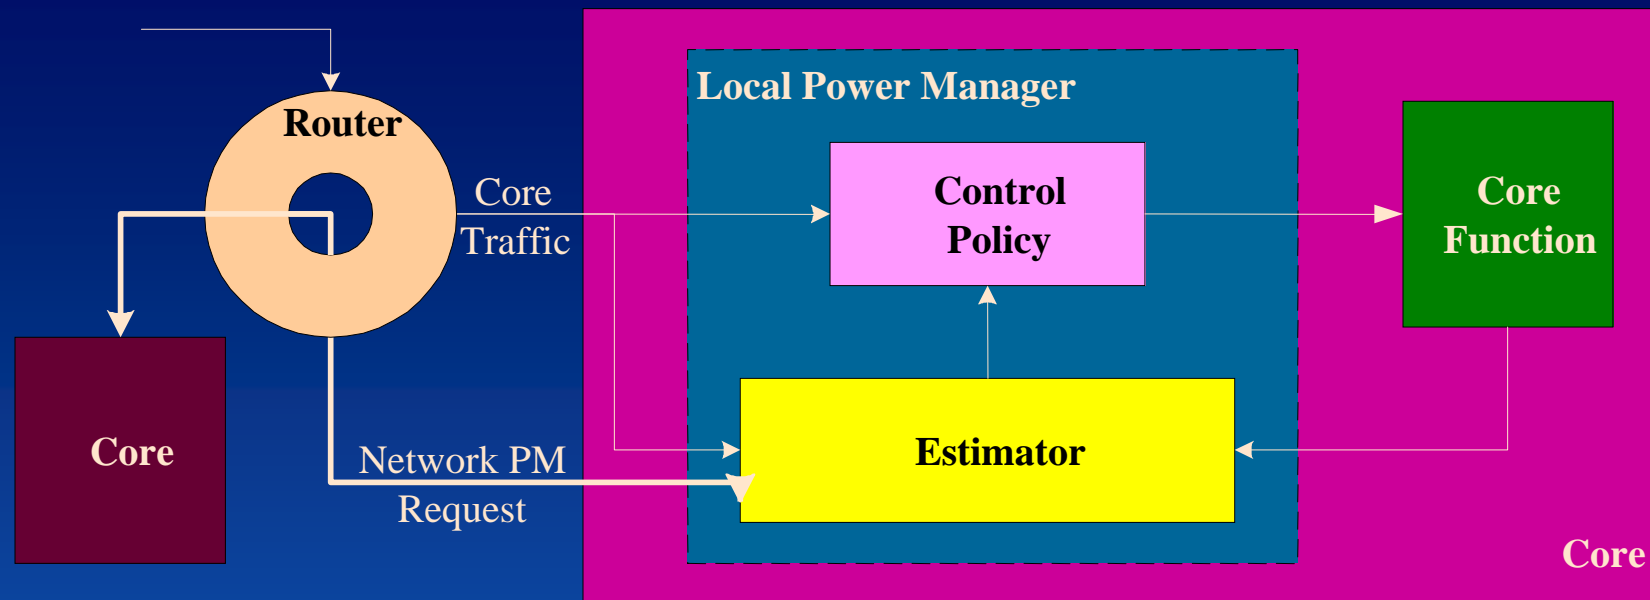 Local Power Manager
Router
Core
Traffic
Control
Policy
Core
Function
Core
Network PM
Request
Estimator
Core